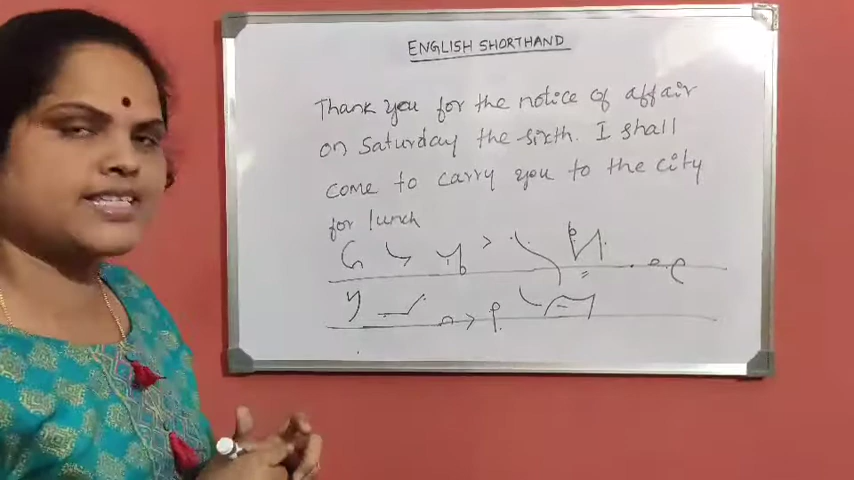 ENGLISH SHORTHAND
Thank you for the notice of affair
on Saturday the sixth. I shall
come to carry you to the city
for lunch